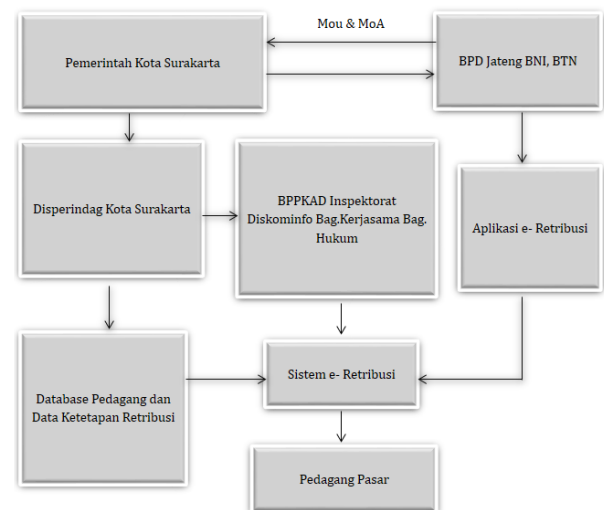 Mou & MoA
Pemerintah Kota Surakarta
BPD Jateng BNI, BTN
Disperindag Kota Surakarta
BPPKAD Inspektorat
Diskominfo Bag.Kerjasama Bag.
Hukum
Aplikasi e- Retribusi
Database Pedagang dan
Data Ketetapan Retribusi
Sistem e- Retribusi
Pedagang Pasar